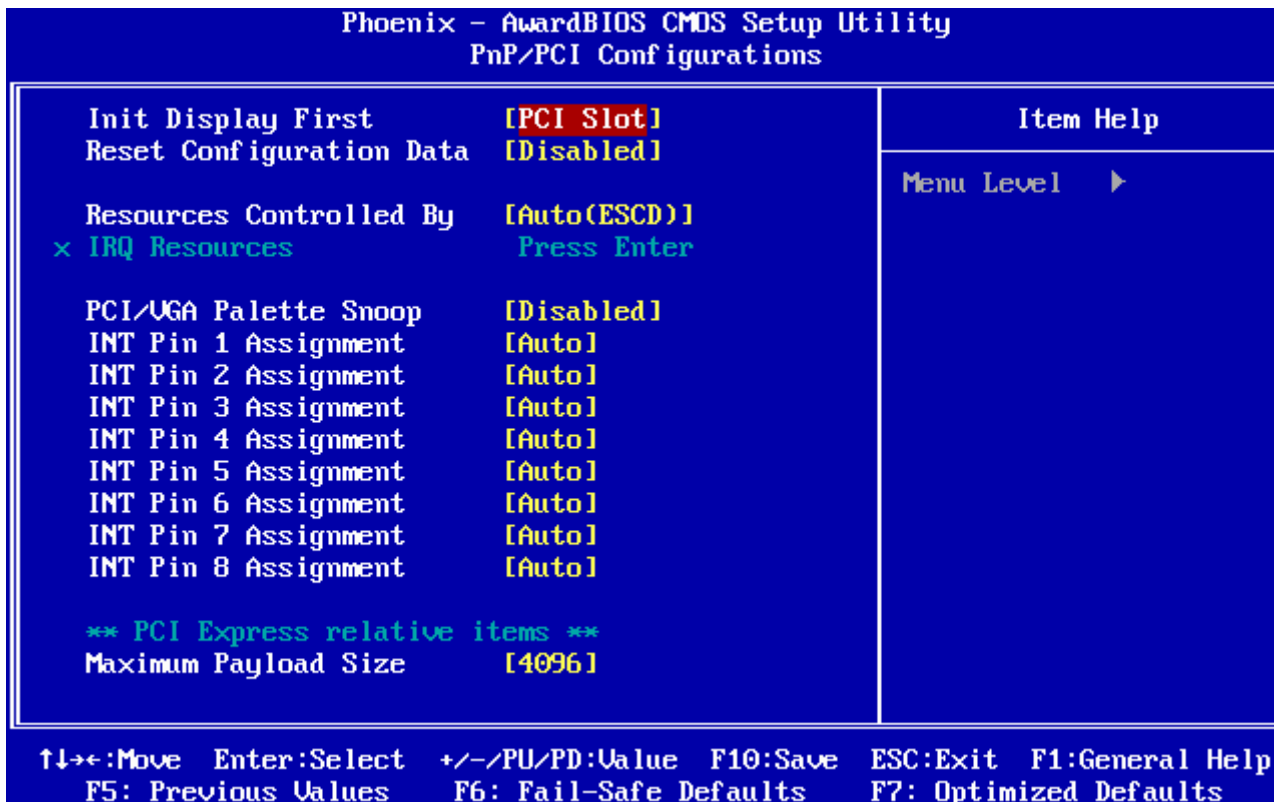 Phoenix - AwardBIOS CMOS Setup Utility
PnP/PCI Configurations
Init Display First [PCI Slot]
Reset Configuration Data [Disabled]
Resources Controlled By [Auto(ESCD)]
x IRQ Resources Press Enter
PCI/VGA Palette Snoop [Disabled]
INT Pin 1 Assignment [Auto]
INT Pin 2 Assignment [Auto]
INT Pin 3 Assignment [Auto]
INT Pin 4 Assignment [Auto]
INT Pin 5 Assignment [Auto]
INT Pin 6 Assignment [Auto]
INT Pin 7 Assignment [Auto]
INT Pin 8 Assignment [Auto]
** PCI Express relative items **
Maximum Payload Size [4096]
Item Help
Menu Level ▶
↑↓→←:Move Enter:Select +/-/PU/PD:Value F10:Save ESC:Exit F1:General Help
F5: Previous Values F6: Fail-Safe Defaults F7: Optimized Defaults